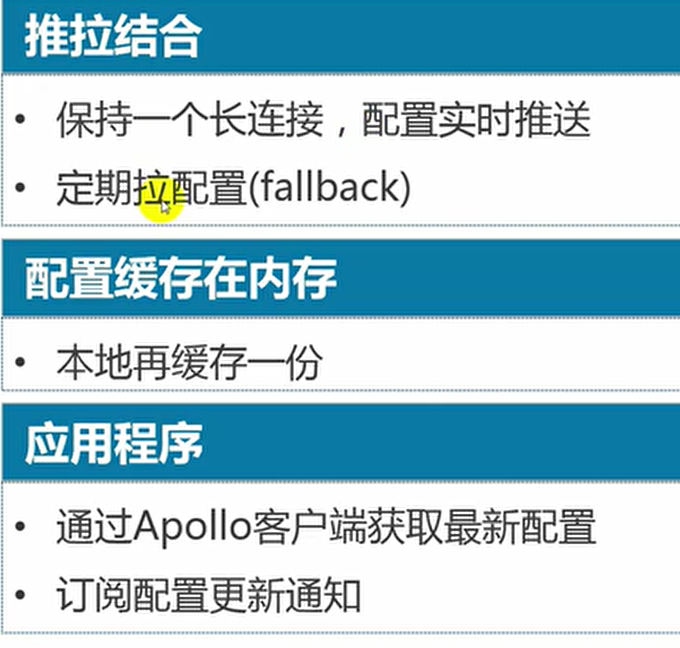 推拉结合
• 保持一个长连接，配置实时推送
• 定期拉配置(fallback)
配置缓存在内存
• 本地再缓存一份
应用程序
• 通过Apollo客户端获取最新配置
• 订阅配置更新通知